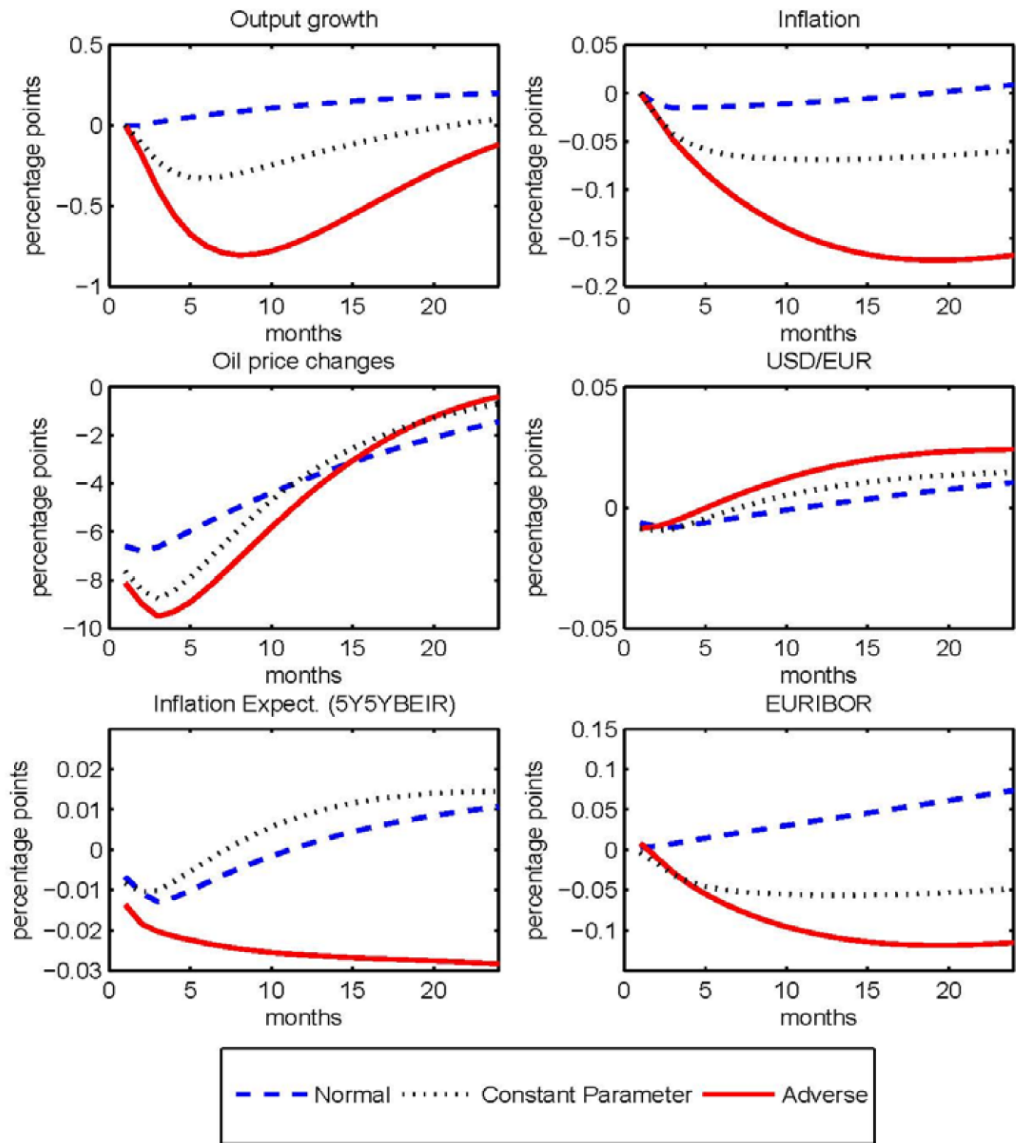 Output growth
0.5
0
−0.5
−1
percentage points
0 5 10 15 20
months
Inflation
0.05
0
−0.05
−0.1
−0.15
−0.2
percentage points
0 5 10 15 20
months
Oil price changes
0
−2
−4
−6
−8
−10
percentage points
0 5 10 15 20
months
USD/EUR
0.05
0
−0.05
percentage points
0 5 10 15 20
months
Inflation Expect. (5Y5YBEIR)
0.02
0.01
0
−0.01
−0.02
−0.03
percentage points
0 5 10 15 20
months
EURIBOR
0.15
0.1
0.05
0
−0.05
−0.1
percentage points
0 5 10 15 20
months
Normal Constant Parameter Adverse